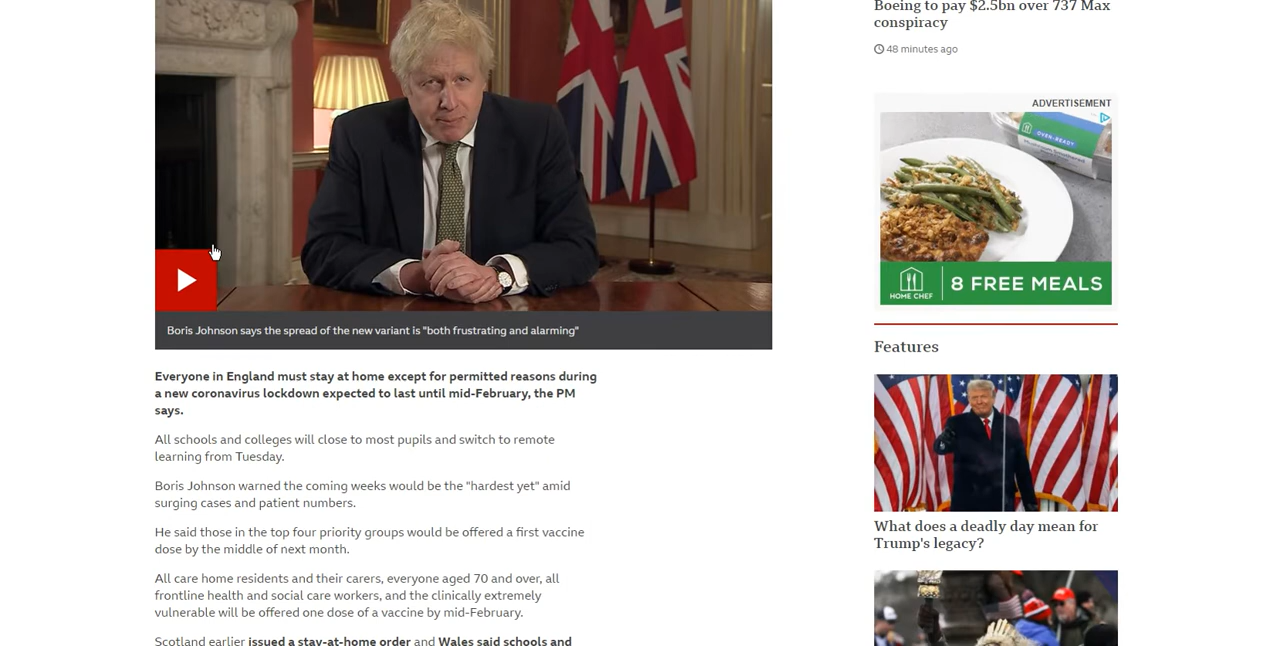 Boris Johnson says the spread of the new variant is "both frustrating and alarming"
Everyone in England must stay at home except for permitted reasons during
a new coronavirus lockdown expected to last until mid-February, the PM
says.
All schools and colleges will close to most pupils and switch to remote
learning from Tuesday.
Boris Johnson warned the coming weeks would be the "hardest yet" amid
surging cases and patient numbers.
He said those in the top four priority groups would be offered a first vaccine
dose by the middle of next month.
All care home residents and their carers, everyone aged 70 and over, all
frontline health and social care workers, and the clinically extremely
vulnerable will be offered one dose of a vaccine by mid-February.
Scotland earlier issued a stay-at-home order and Wales said schools and
Boeing to pay $2.5bn over 737 Max
conspiracy
48 minutes ago
ADVERTISEMENT
OVEN-READY
HOME CHEF
8 FREE MEALS
Features
What does a deadly day mean for
Trump's legacy?